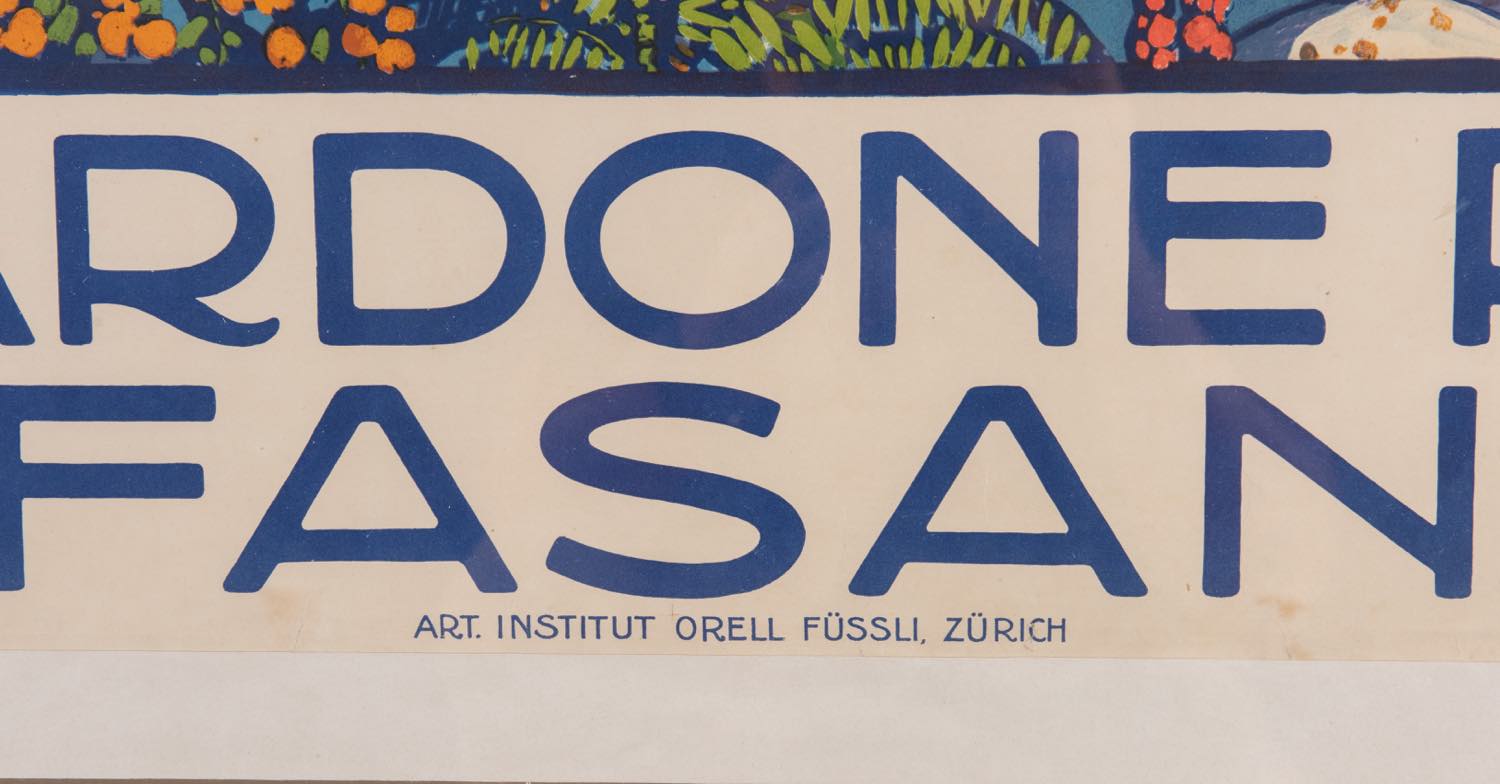 ARDONE R
FASAN
ART. INSTITUT ORELL FÜSSLI, ZÜRICH